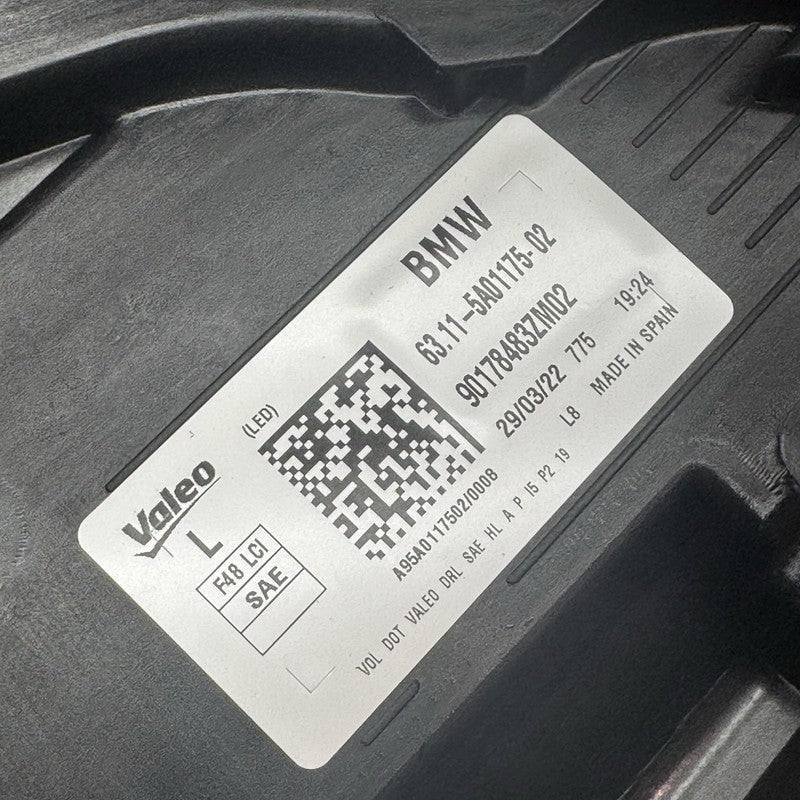 BMW
63.11-5A01175-02
90178483ZM02
29/03/22 775 19:24
L8 MADE IN SPAIN
(LED)
Valeo
L
F48 LCI
SAE
A95A0117502/0008
VOL DOT VALEO DRL SAE HL A P I5 P2 19